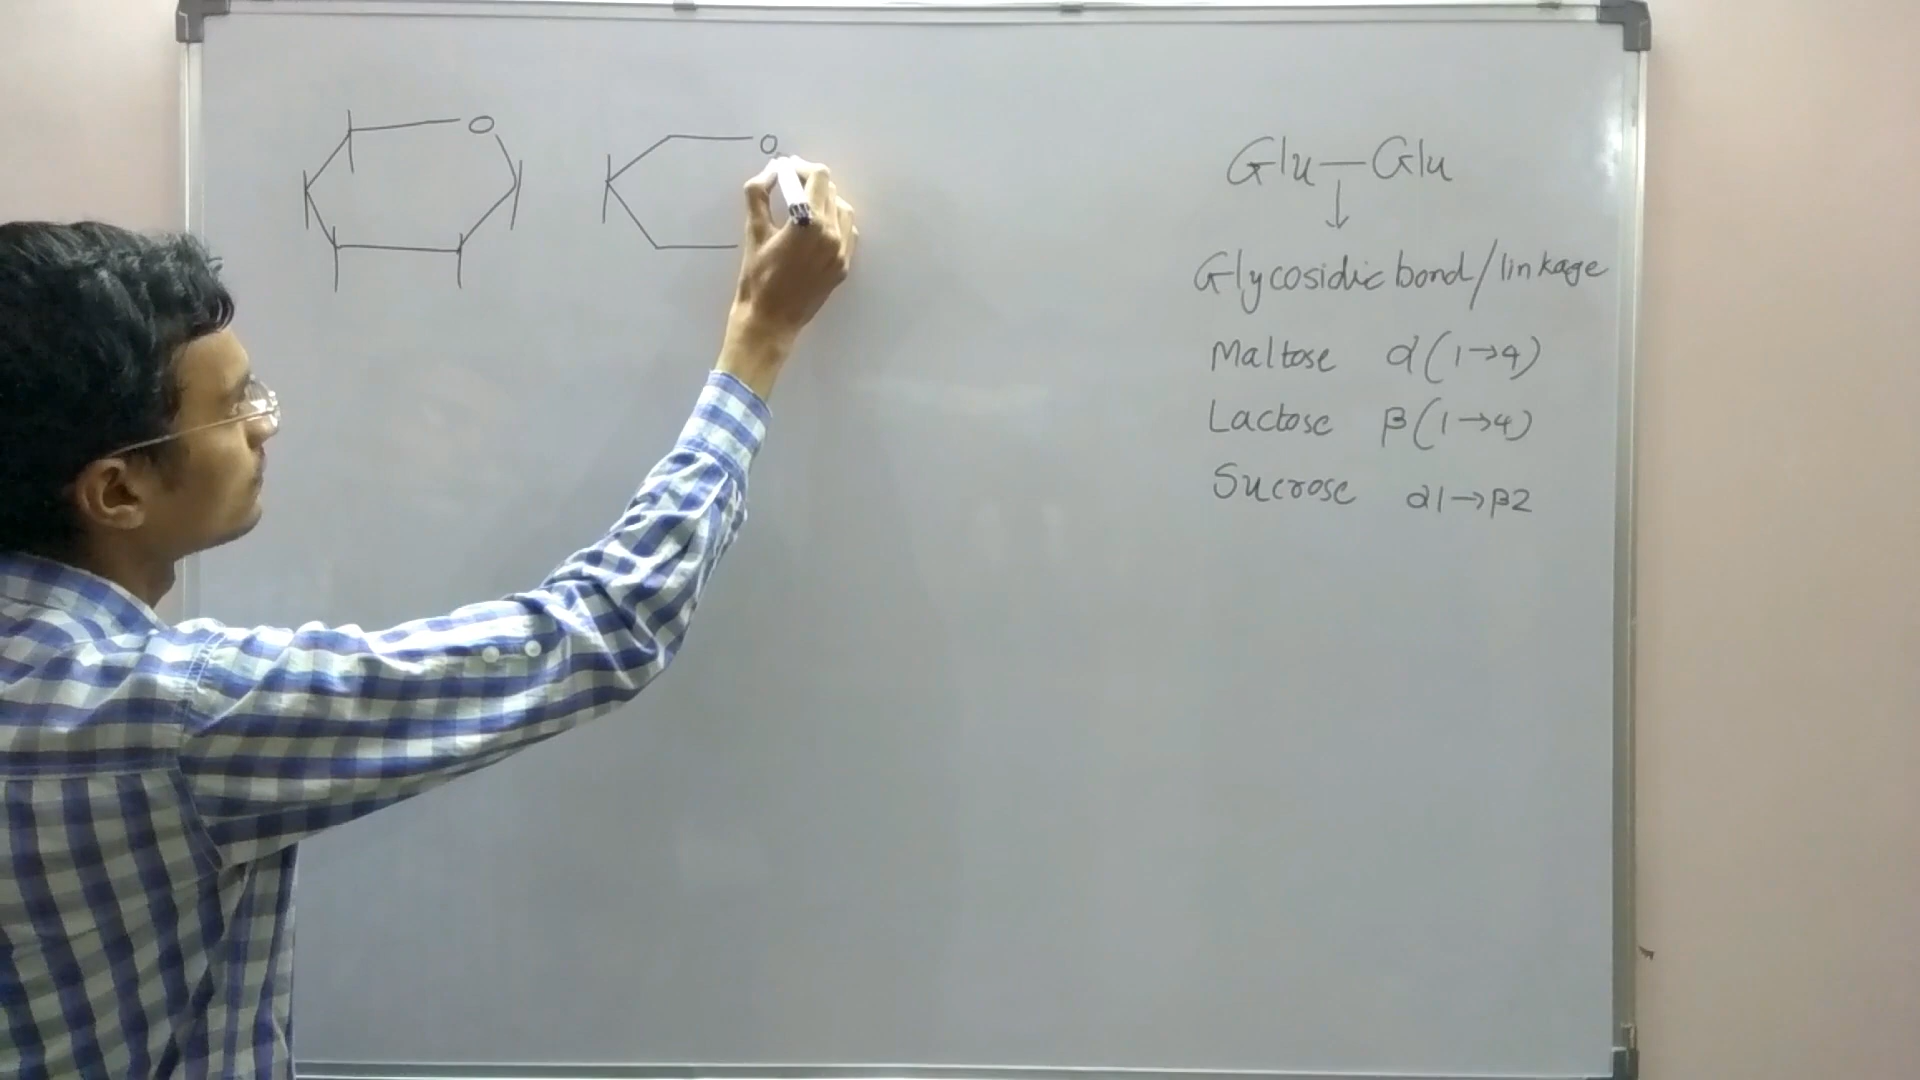 O
O
Glu—Glu
↓
Glycosidic bond/linkage
Maltose α(1→4)
Lactose β(1→4)
Sucrose α1→β2